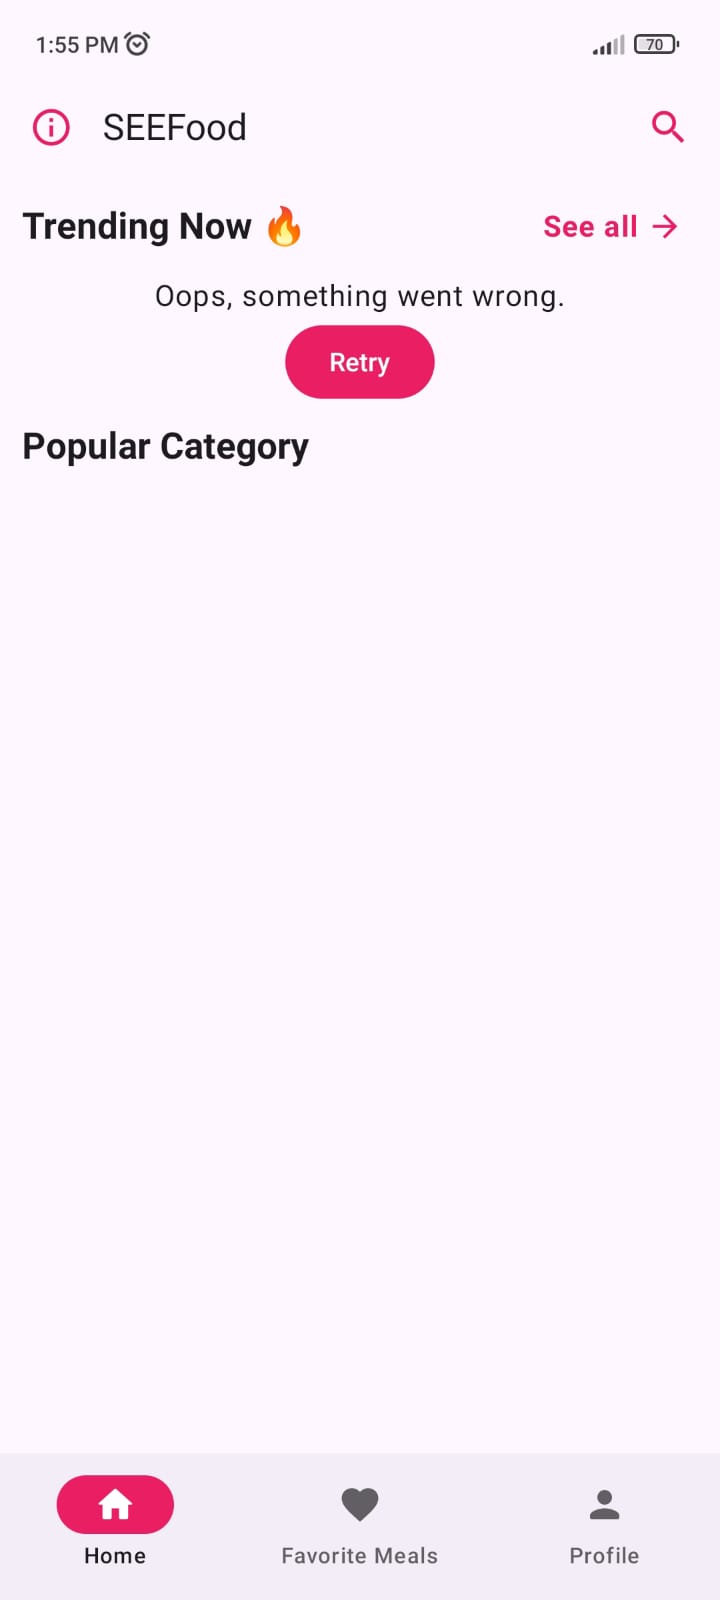 1:55 PM
70
SEEFood
Trending Now 🔥
See all →
Oops, something went wrong.
Retry
Popular Category
Home
Favorite Meals
Profile